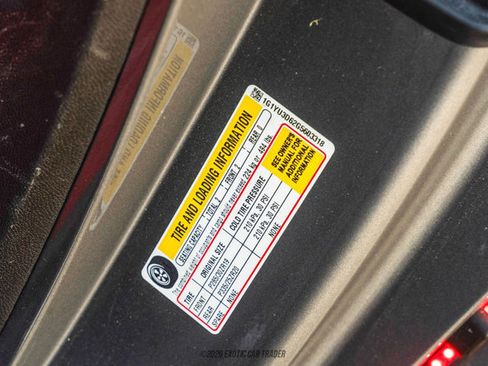 1G1YU3D62G5603318
TIRE AND LOADING INFORMATION
SEATING CAPACITY TOTAL 2 FRONT 2 REAR 0
The combined weight of occupants and cargo should never exceed 224 kg or 494 lbs.
TIRE ORIGINAL SIZE COLD TIRE PRESSURE
FRONT P285/30ZR19 210 kPa, 30 PSI
REAR P335/25ZR20 210 kPa, 30 PSI
SPARE NONE NONE
SEE OWNER'S
MANUAL FOR
ADDITIONAL
INFORMATION
©2020 EXOTIC CAR TRADER